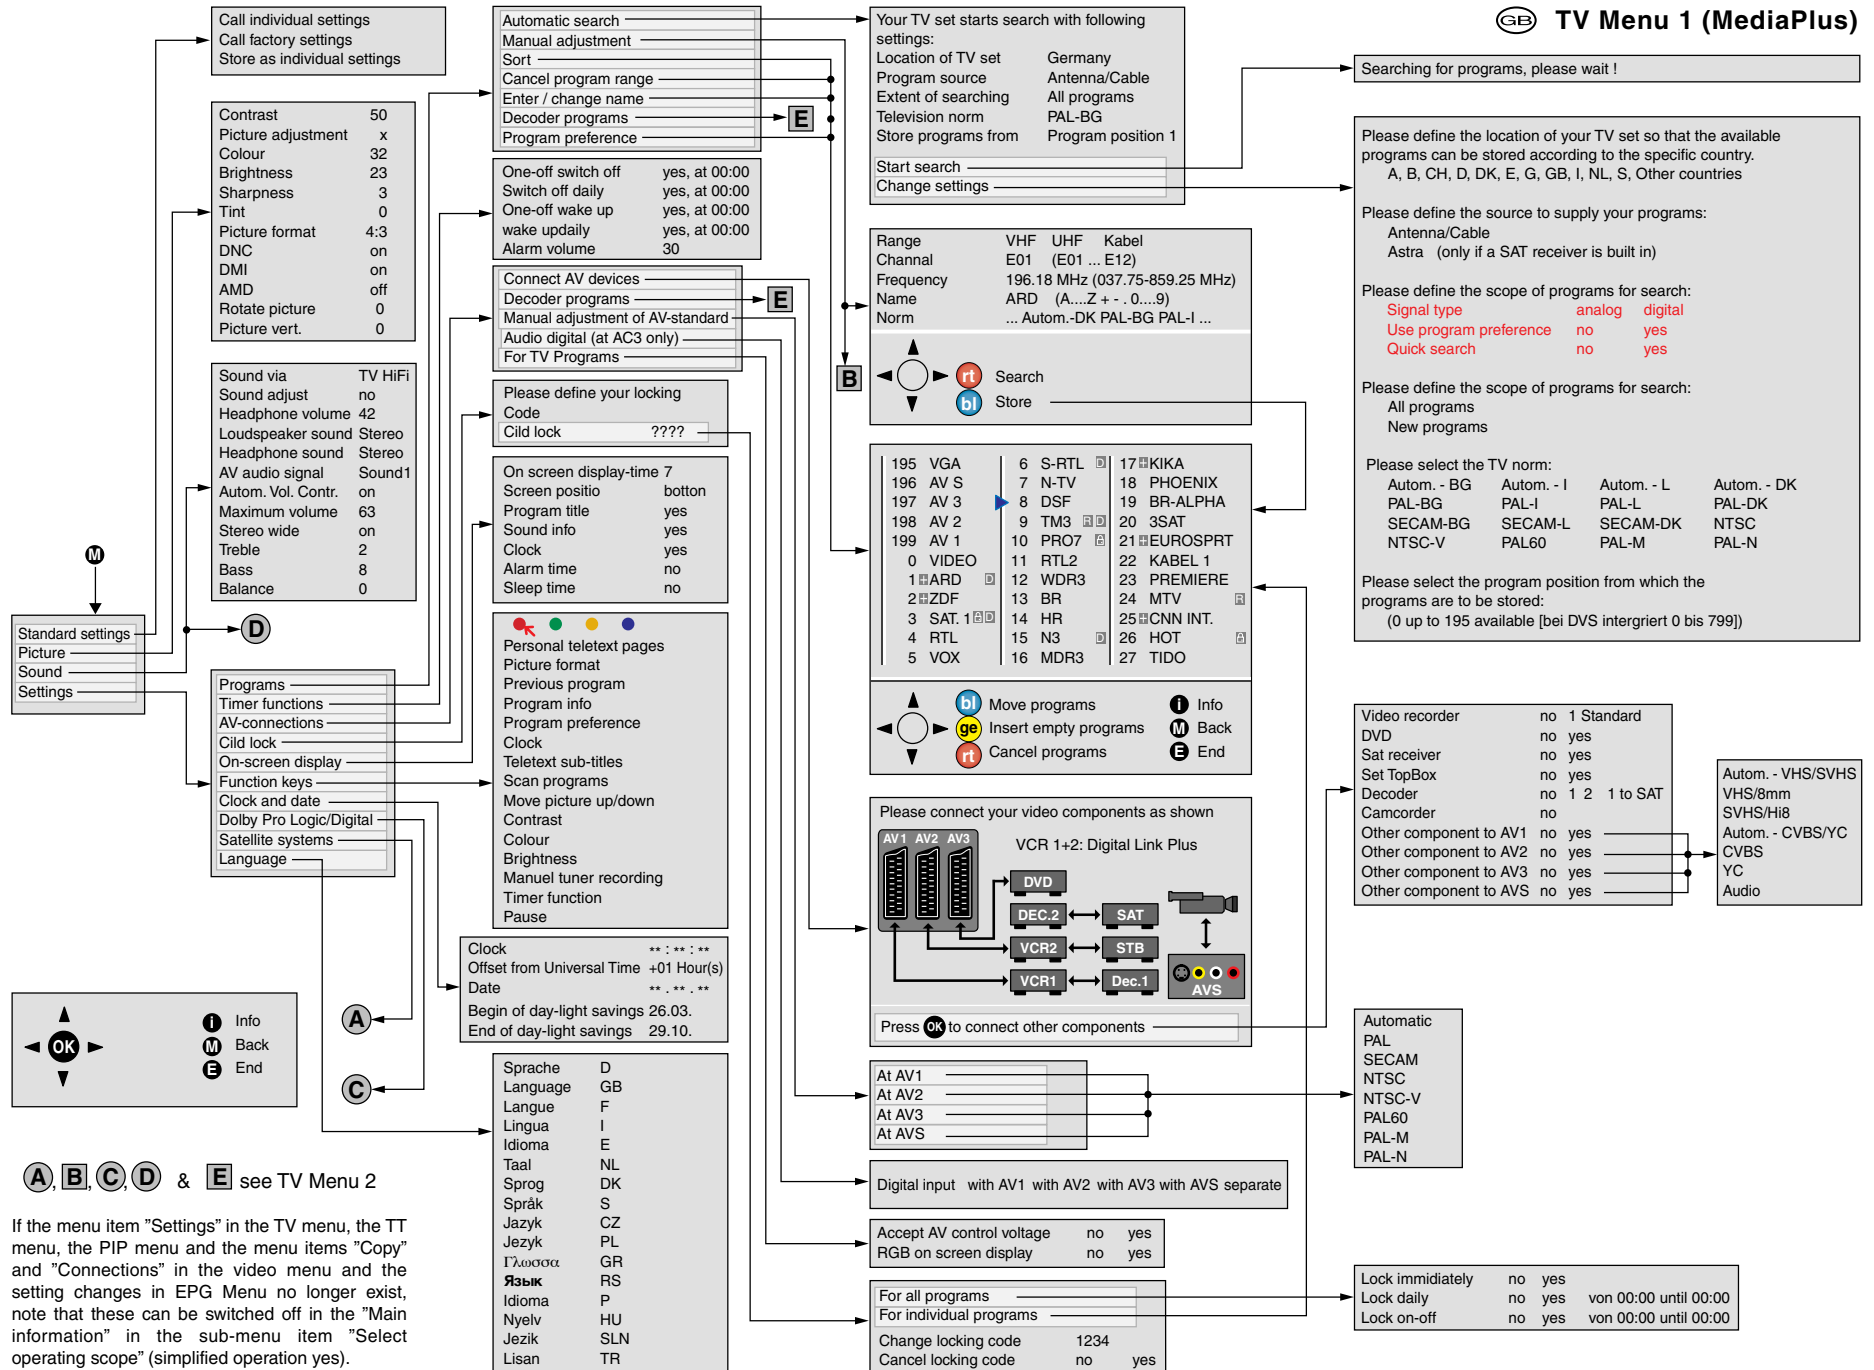 GB TV Menu 1 (MediaPlus)
Call individual settings
Call factory settings
Store as individual settings
Contrast 50
Picture adjustment x
Colour 32
Brightness 23
Sharpness 3
Tint 0
Picture format 4:3
DNC on
DMI on
AMD off
Rotate picture 0
Picture vert. 0
Sound via TV HiFi
Sound adjust no
Headphone volume 42
Loudspeaker sound Stereo
Headphone sound Stereo
AV audio signal Sound1
Autom. Vol. Contr. on
Maximum volume 63
Stereo wide on
Treble 2
Bass 8
Balance 0
M
Standard settings
Picture
Sound
Settings
D
Programs
Timer functions
AV-connections
Cild lock
On-screen display
Function keys
Clock and date
Dolby Pro Logic/Digital
Satellite systems
Language
OK
i Info
M Back
E End
A
C
A, B, C, D & E see TV Menu 2
If the menu item ”Settings” in the TV menu, the TT
menu, the PIP menu and the menu items ”Copy”
and ”Connections” in the video menu and the
setting changes in EPG Menu no longer exist,
note that these can be switched off in the ”Main
information” in the sub-menu item ”Select
operating scope” (simplified operation yes).
Automatic search
Manual adjustment
Sort
Cancel program range
Enter / change name
Decoder programs E
Program preference
One-off switch off yes, at 00:00
Switch off daily yes, at 00:00
One-off wake up yes, at 00:00
wake updaily yes, at 00:00
Alarm volume 30
Connect AV devices
Decoder programs E
Manual adjustment of AV-standard
Audio digital (at AC3 only)
For TV Programs
Please define your locking
Code
Cild lock ????
On screen display-time 7
Screen positio botton
Program title yes
Sound info yes
Clock yes
Alarm time no
Sleep time no
Personal teletext pages
Picture format
Previous program
Program info
Program preference
Clock
Teletext sub-titles
Scan programs
Move picture up/down
Contrast
Colour
Brightness
Manuel tuner recording
Timer function
Pause
Clock ** : ** : **
Offset from Universal Time +01 Hour(s)
Date ** . ** . **
Begin of day-light savings 26.03.
End of day-light savings 29.10.
Sprache D
Language GB
Langue F
Lingua I
Idioma E
Taal NL
Sprog DK
Språk S
Jazyk CZ
Jezyk PL
Γλωσσα GR
Язык RS
Idioma P
Nyelv HU
Jezik SLN
Lisan TR
Your TV set starts search with following
settings:
Location of TV set Germany
Program source Antenna/Cable
Extent of searching All programs
Television norm PAL-BG
Store programs from Program position 1
Start search
Change settings
Range VHF UHF Kabel
Channal E01 (E01 ... E12)
Frequency 196.18 MHz (037.75-859.25 MHz)
Name ARD (A....Z + - . 0....9)
Norm ... Autom.-DK PAL-BG PAL-I ...
B
rt Search
bl Store
195 VGA 6 S-RTL D 17 + KIKA
196 AV S 7 N-TV 18 PHOENIX
197 AV 3 8 DSF 19 BR-ALPHA
198 AV 2 9 TM3 R D 20 3SAT
199 AV 1 10 PRO7 21 + EUROSPRT
0 VIDEO 11 RTL2 22 KABEL 1
1 + ARD D 12 WDR3 23 PREMIERE
2 + ZDF 13 BR 24 MTV R
3 SAT. 1 D 14 HR 25 + CNN INT.
4 RTL 15 N3 D 26 HOT
5 VOX 16 MDR3 27 TIDO
bl Move programs i Info
ge Insert empty programs M Back
rt Cancel programs E End
Please connect your video components as shown
AV1 AV2 AV3
VCR 1+2: Digital Link Plus
DVD
DEC.2 SAT
VCR2 STB
VCR1 Dec.1
AVS
Press OK to connect other components
At AV1
At AV2
At AV3
At AVS
Digital input with AV1 with AV2 with AV3 with AVS separate
Accept AV control voltage no yes
RGB on screen display no yes
For all programs
For individual programs
Change locking code 1234
Cancel locking code no yes
Searching for programs, please wait !
Please define the location of your TV set so that the available
programs can be stored according to the specific country.
A, B, CH, D, DK, E, G, GB, I, NL, S, Other countries
Please define the source to supply your programs:
Antenna/Cable
Astra (only if a SAT receiver is built in)
Please define the scope of programs for search:
Signal type analog digital
Use program preference no yes
Quick search no yes
Please define the scope of programs for search:
All programs
New programs
Please select the TV norm:
Autom. - BG Autom. - I Autom. - L Autom. - DK
PAL-BG PAL-I PAL-L PAL-DK
SECAM-BG SECAM-L SECAM-DK NTSC
NTSC-V PAL60 PAL-M PAL-N
Please select the program position from which the
programs are to be stored:
(0 up to 195 available [bei DVS intergriert 0 bis 799])
Video recorder no 1 Standard
DVD no yes
Sat receiver no yes
Set TopBox no yes
Decoder no 1 2 1 to SAT
Camcorder no
Other component to AV1 no yes
Other component to AV2 no yes
Other component to AV3 no yes
Other component to AVS no yes
Autom. - VHS/SVHS
VHS/8mm
SVHS/Hi8
Autom. - CVBS/YC
CVBS
YC
Audio
Automatic
PAL
SECAM
NTSC
NTSC-V
PAL60
PAL-M
PAL-N
Lock immidiately no yes
Lock daily no yes von 00:00 until 00:00
Lock on-off no yes von 00:00 until 00:00